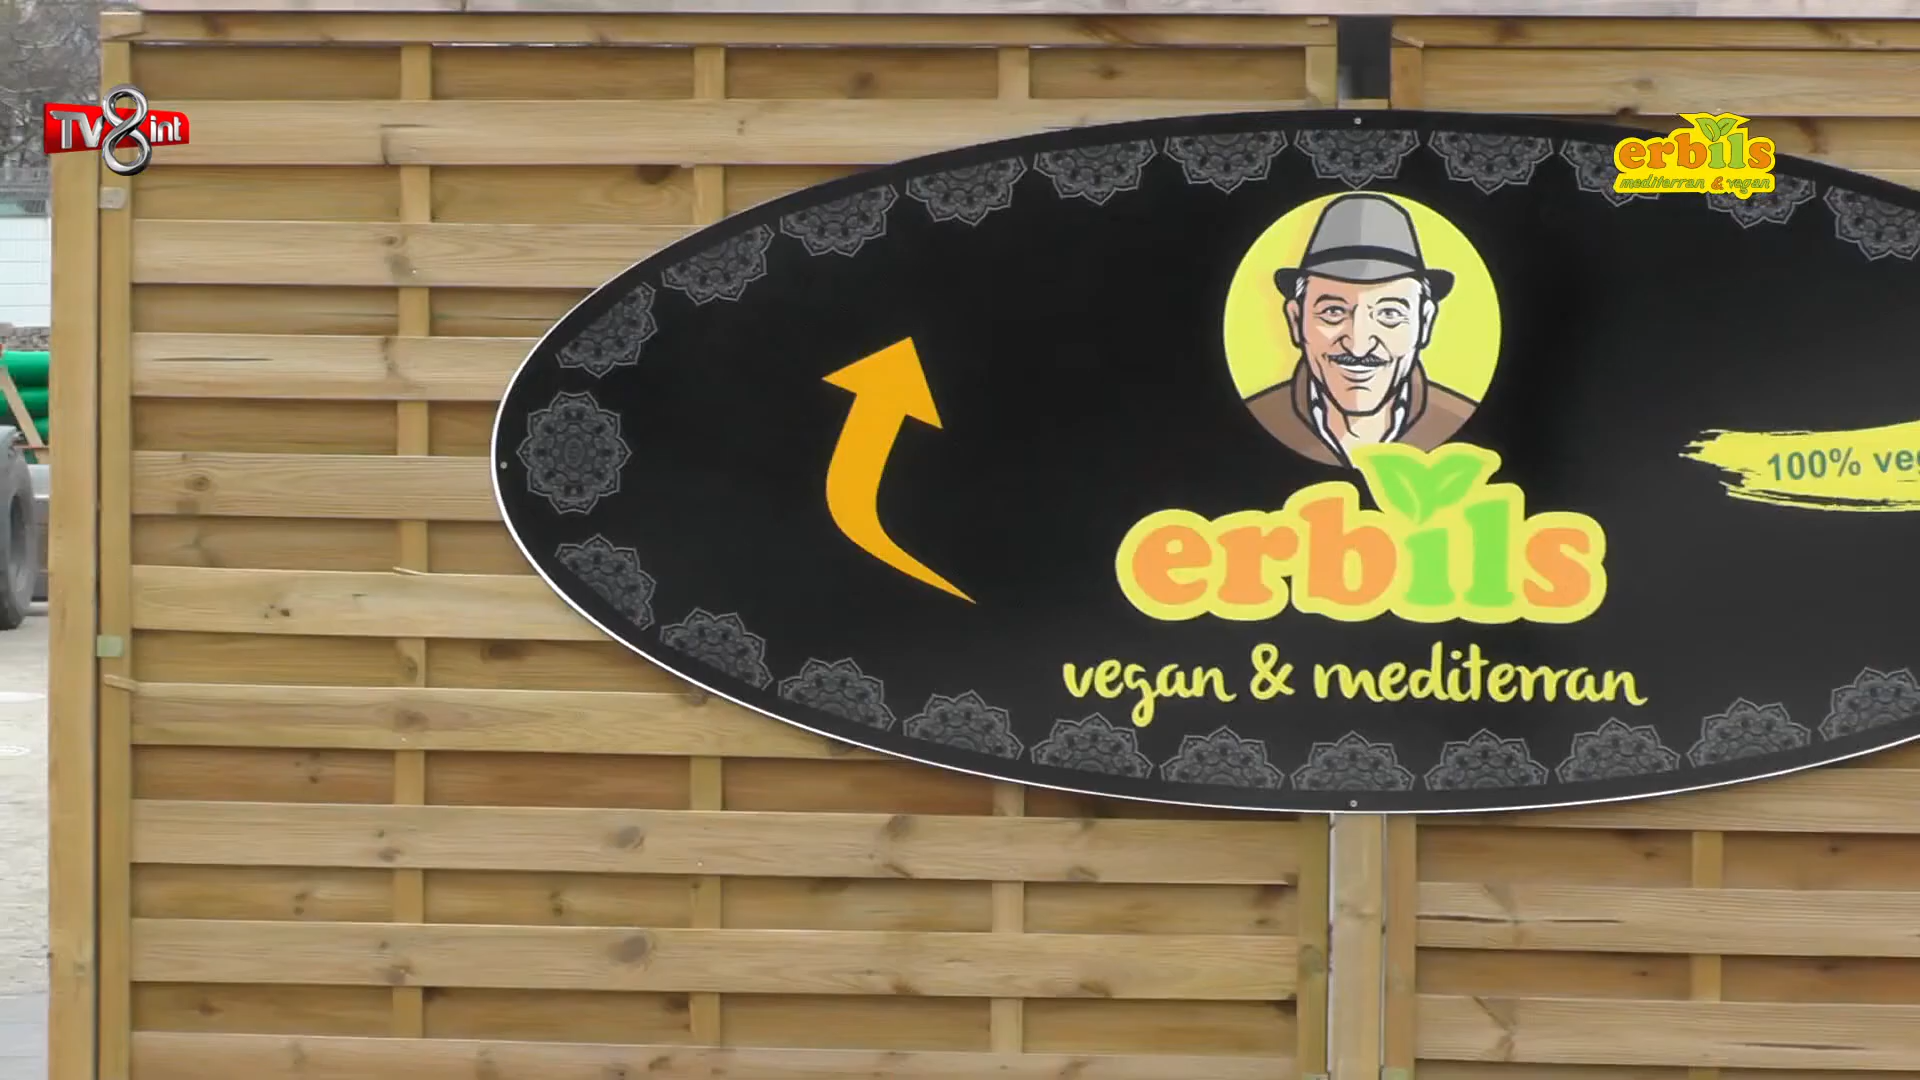 TV8int
erbils
mediterran & vegan
100% veg
erbils
vegan & mediterran